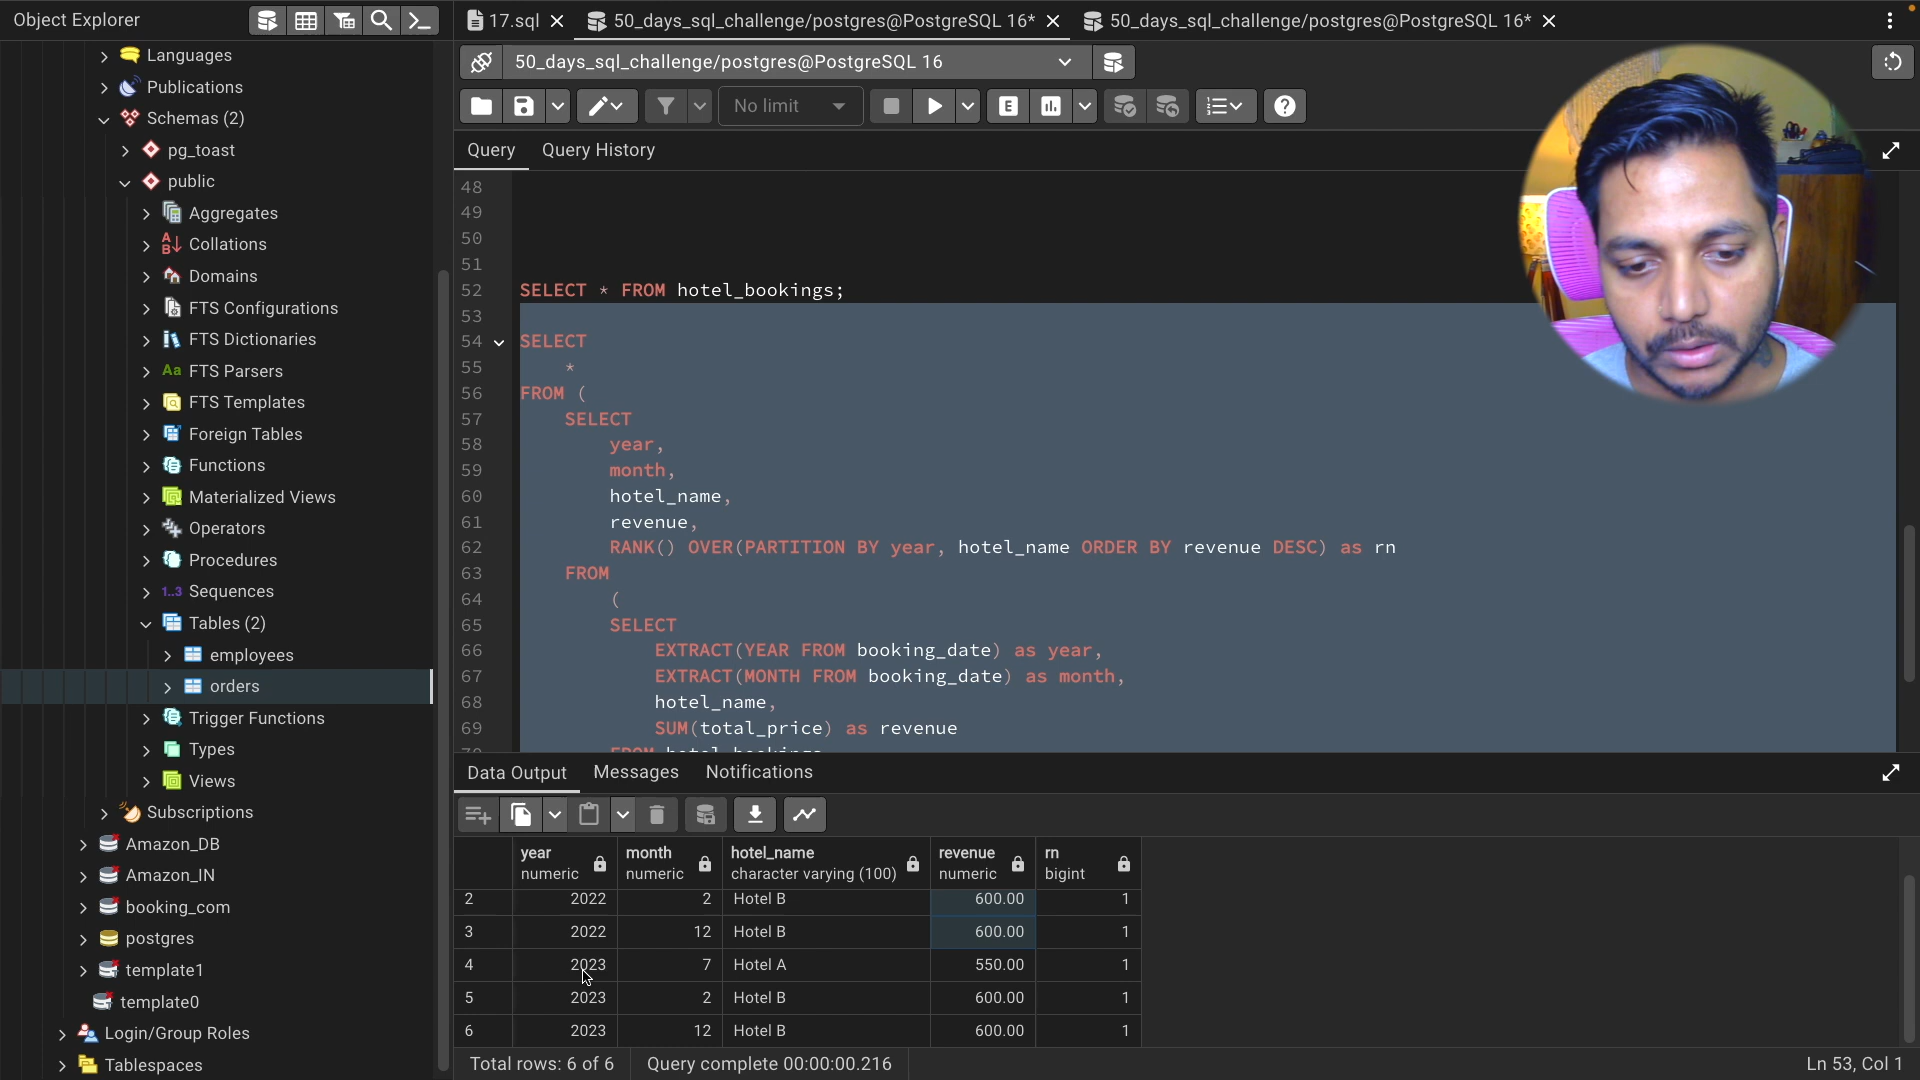 Object Explorer
17.sql
50_days_sql_challenge/postgres@PostgreSQL 16*
50_days_sql_challenge/postgres@PostgreSQL 16*
50_days_sql_challenge/postgres@PostgreSQL 16
No limit
E
Query
Query History
Languages
Publications
Schemas (2)
pg_toast
public
Aggregates
Collations
Domains
FTS Configurations
FTS Dictionaries
Aa FTS Parsers
FTS Templates
Foreign Tables
Functions
Materialized Views
Operators
Procedures
1..3 Sequences
Tables (2)
employees
orders
Trigger Functions
Types
Views
Subscriptions
Amazon_DB
Amazon_IN
booking_com
postgres
template1
template0
Login/Group Roles
Tablespaces
48
49
50
51
52 SELECT * FROM hotel_bookings;
53
54 SELECT
55 *
56 FROM (
57 SELECT
58 year,
59 month,
60 hotel_name,
61 revenue,
62 RANK() OVER(PARTITION BY year, hotel_name ORDER BY revenue DESC) as rn
63 FROM
64 (
65 SELECT
66 EXTRACT(YEAR FROM booking_date) as year,
67 EXTRACT(MONTH FROM booking_date) as month,
68 hotel_name,
69 SUM(total_price) as revenue
70 FROM hotel_bookings
Data Output
Messages
Notifications
year month hotel_name revenue rn
numeric numeric character varying (100) numeric bigint
2 2022 2 Hotel B 600.00 1
3 2022 12 Hotel B 600.00 1
4 2023 7 Hotel A 550.00 1
5 2023 2 Hotel B 600.00 1
6 2023 12 Hotel B 600.00 1
Total rows: 6 of 6
Query complete 00:00:00.216
Ln 53, Col 1